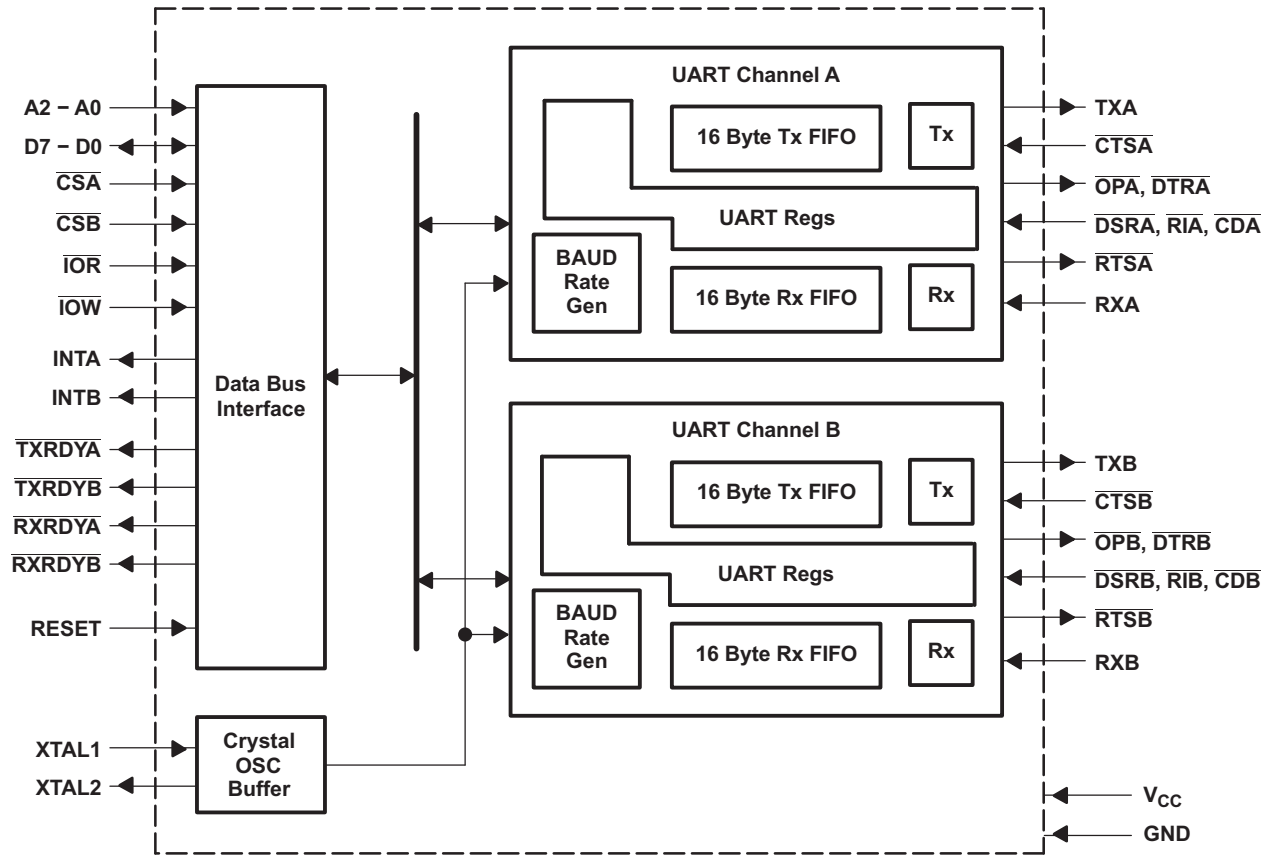 A2 − A0
D7 − D0
CSA
CSB
IOR
IOW
INTA
INTB
TXRDYA
TXRDYB
RXRDYA
RXRDYB
RESET
XTAL1
XTAL2
Data Bus
Interface
Crystal
OSC
Buffer
UART Channel A
16 Byte Tx FIFO
Tx
UART Regs
BAUD
Rate
Gen
16 Byte Rx FIFO
Rx
UART Channel B
16 Byte Tx FIFO
Tx
UART Regs
BAUD
Rate
Gen
16 Byte Rx FIFO
Rx
TXA
CTSA
OPA, DTRA
DSRA, RIA, CDA
RTSA
RXA
TXB
CTSB
OPB, DTRB
DSRB, RIB, CDB
RTSB
RXB
VCC
GND